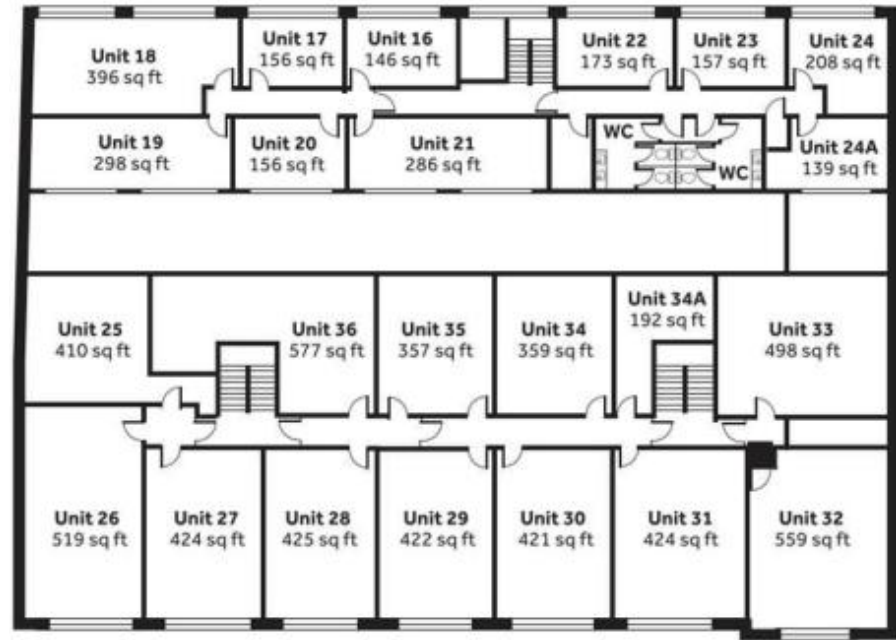 Unit 18
396 sq ft
Unit 17
156 sq ft
Unit 16
146 sq ft
Unit 22
173 sq ft
Unit 23
157 sq ft
Unit 24
208 sq ft
Unit 19
298 sq ft
Unit 20
156 sq ft
Unit 21
286 sq ft
WC
WC
Unit 24A
139 sq ft
Unit 25
410 sq ft
Unit 36
577 sq ft
Unit 35
357 sq ft
Unit 34
359 sq ft
Unit 34A
192 sq ft
Unit 33
498 sq ft
Unit 26
519 sq ft
Unit 27
424 sq ft
Unit 28
425 sq ft
Unit 29
422 sq ft
Unit 30
421 sq ft
Unit 31
424 sq ft
Unit 32
559 sq ft